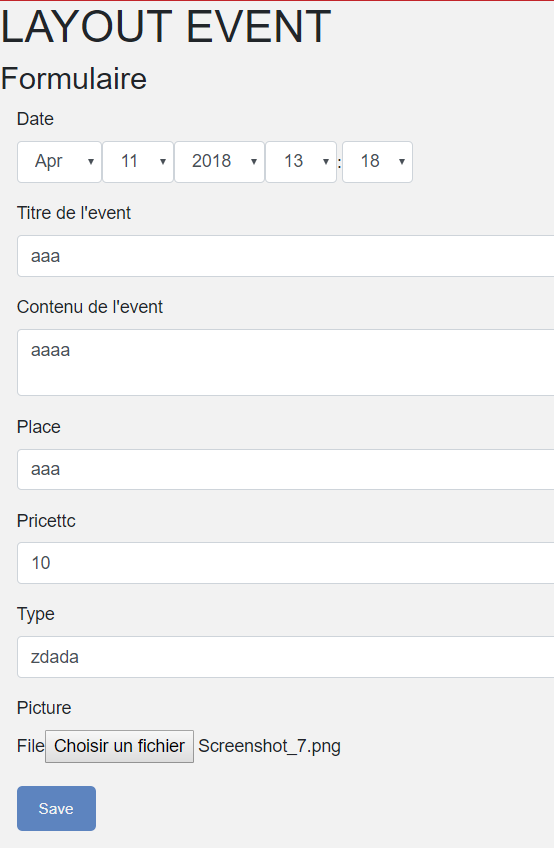 LAYOUT EVENT
Formulaire
Date
Apr 11 2018 13 : 18
Titre de l'event
aaa
Contenu de l'event
aaaa
Place
aaa
Pricettc
10
Type
zdada
Picture
File Choisir un fichier Screenshot_7.png
Save